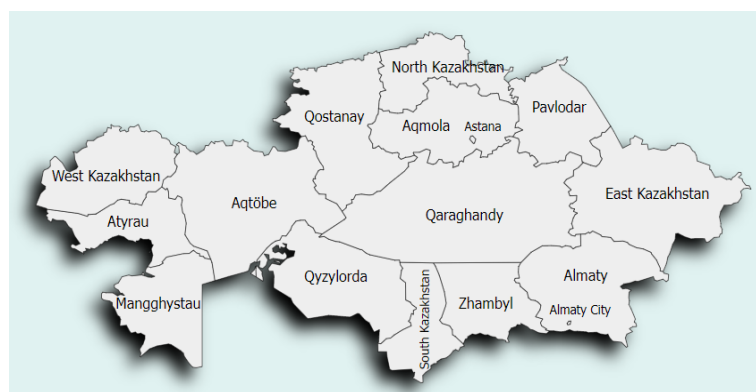 North Kazakhstan
Qostanay
Pavlodar
Aqmola
Astana
West Kazakhstan
East Kazakhstan
Aqtöbe
Atyrau
Qaraghandy
Qyzylorda
South Kazakhstan
Zhambyl
Almaty
Mangghystau
Almaty City